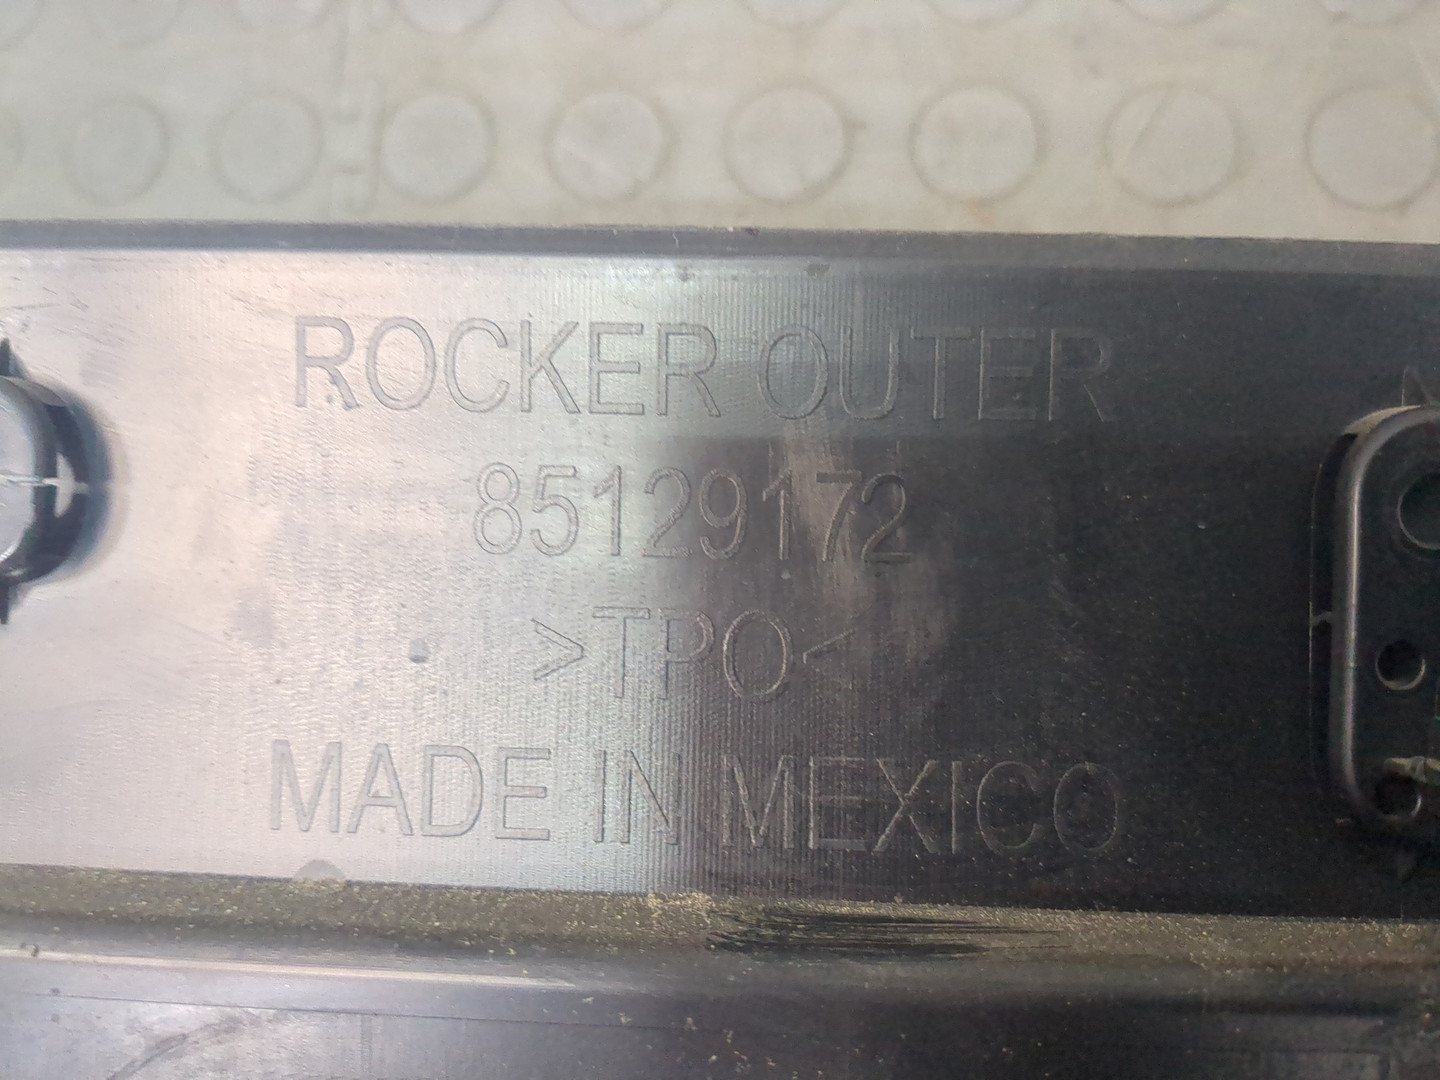 ROCKER OUTER
85129172
>TPO<
MADE IN MEXICO